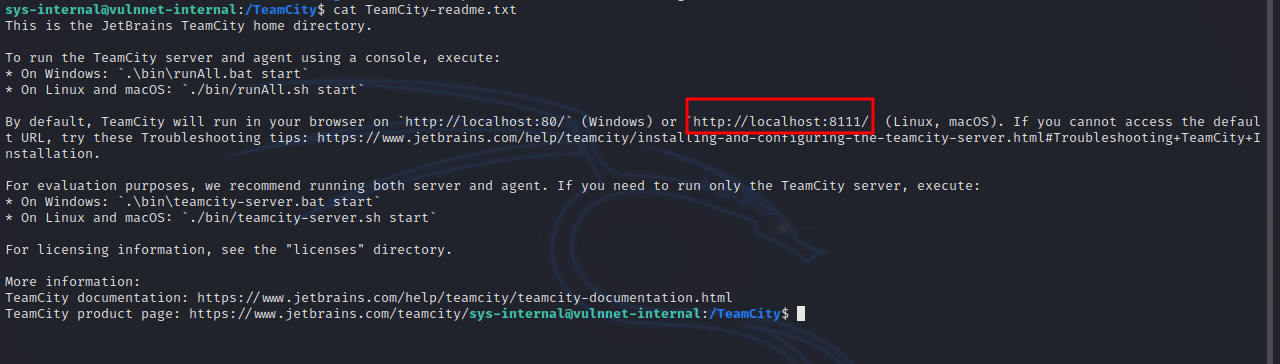 sys-internal@vulnnet-internal:/TeamCity$ cat TeamCity-readme.txt
This is the JetBrains TeamCity home directory.
To run the TeamCity server and agent using a console, execute:
* On Windows: `.\bin\runAll.bat start`
* On Linux and macOS: `./bin/runAll.sh start`
By default, TeamCity will run in your browser on `http://localhost:80/` (Windows) or `http://localhost:8111/` (Linux, macOS). If you cannot access the defaul
t URL, try these Troubleshooting tips: https://www.jetbrains.com/help/teamcity/installing-and-configuring-the-teamcity-server.html#Troubleshooting+TeamCity+I
nstallation.
For evaluation purposes, we recommend running both server and agent. If you need to run only the TeamCity server, execute:
* On Windows: `.\bin\teamcity-server.bat start`
* On Linux and macOS: `./bin/teamcity-server.sh start`
For licensing information, see the "licenses" directory.
More information:
TeamCity documentation: https://www.jetbrains.com/help/teamcity/teamcity-documentation.html
TeamCity product page: https://www.jetbrains.com/teamcity/sys-internal@vulnnet-internal:/TeamCity$